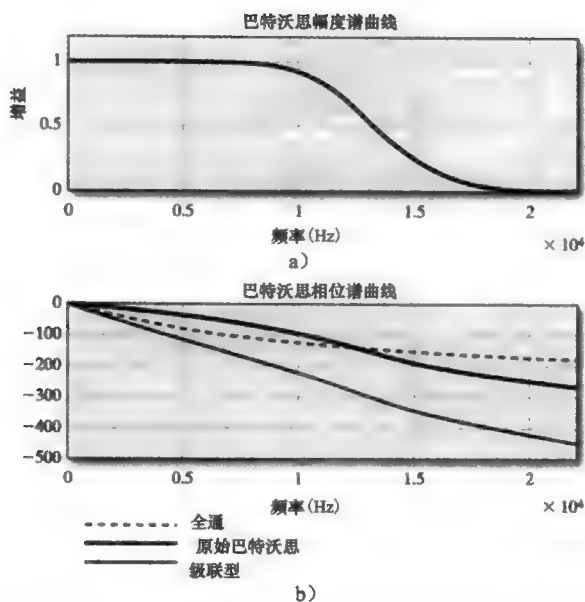 巴特沃思幅度谱曲线
增益
1
0.5
0
0 0.5 1 1.5 2
频率(Hz)
× 10⁴
a)
巴特沃思相位谱曲线
0
−100
−200
−300
−400
−500
0 0.5 1 1.5 2
频率(Hz)
× 10⁴
全通
原始巴特沃思
级联型
b)